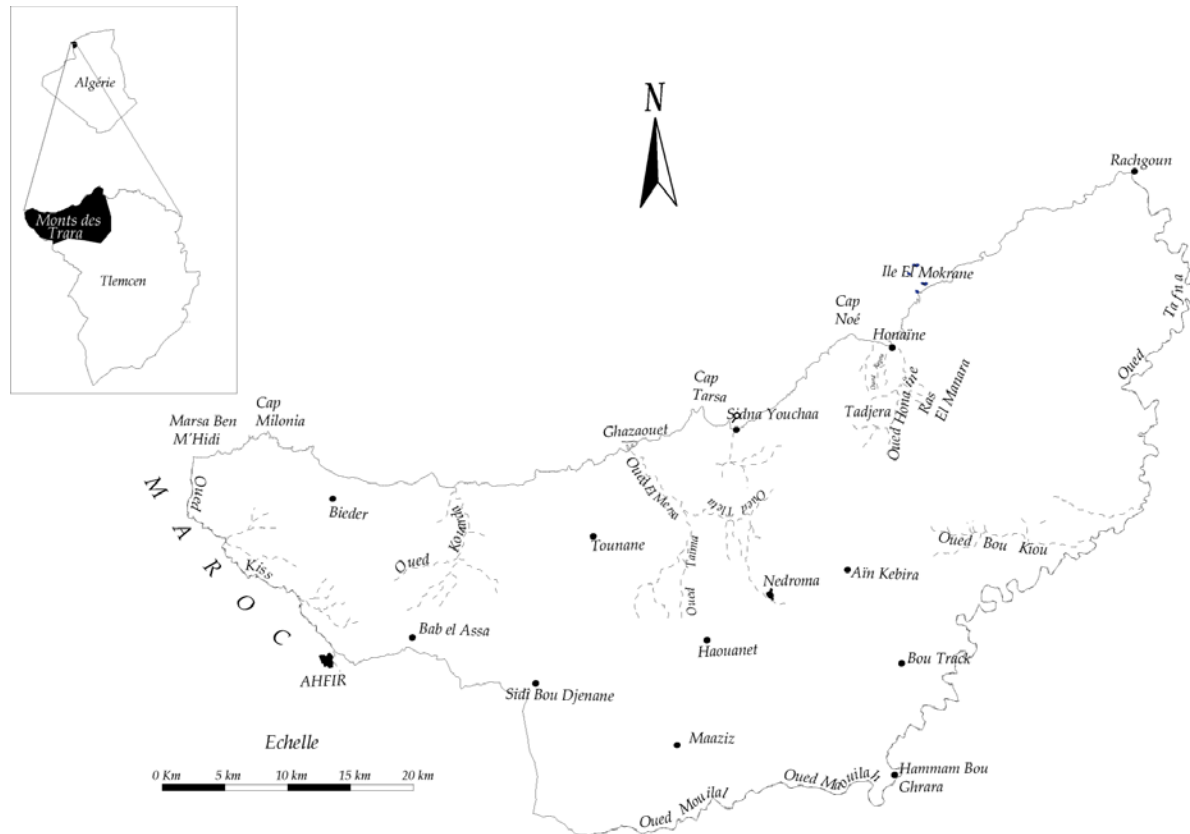 Algérie
Monts des
Trara
Tlemcen
N
Rachgoun
Ile El Mokrane
Cap
Noé
Honaïne
Oued Tafna
Cap
Tarsa
Sidna Youchaa
Tadjera
Oued Honaïne
Ras
El Manara
Cap
Milonia
Marsa Ben
M'Hidi
Ghazaouet
MAROC
Oued
Kiss
Bieder
Oued
Kouarda
Oued El Mersa
Oued Tleta
Tounane
Oued Taïma
Nedroma
Aïn Kebira
Oued Bou Kiou
Bab el Assa
Haouanet
Bou Track
AHFIR
Sidi Bou Djenane
Maaziz
Hammam Bou
Ghrara
Oued Mouilal
Oued Maouilah
Echelle
0 Km 5 km 10 km 15 km 20 km